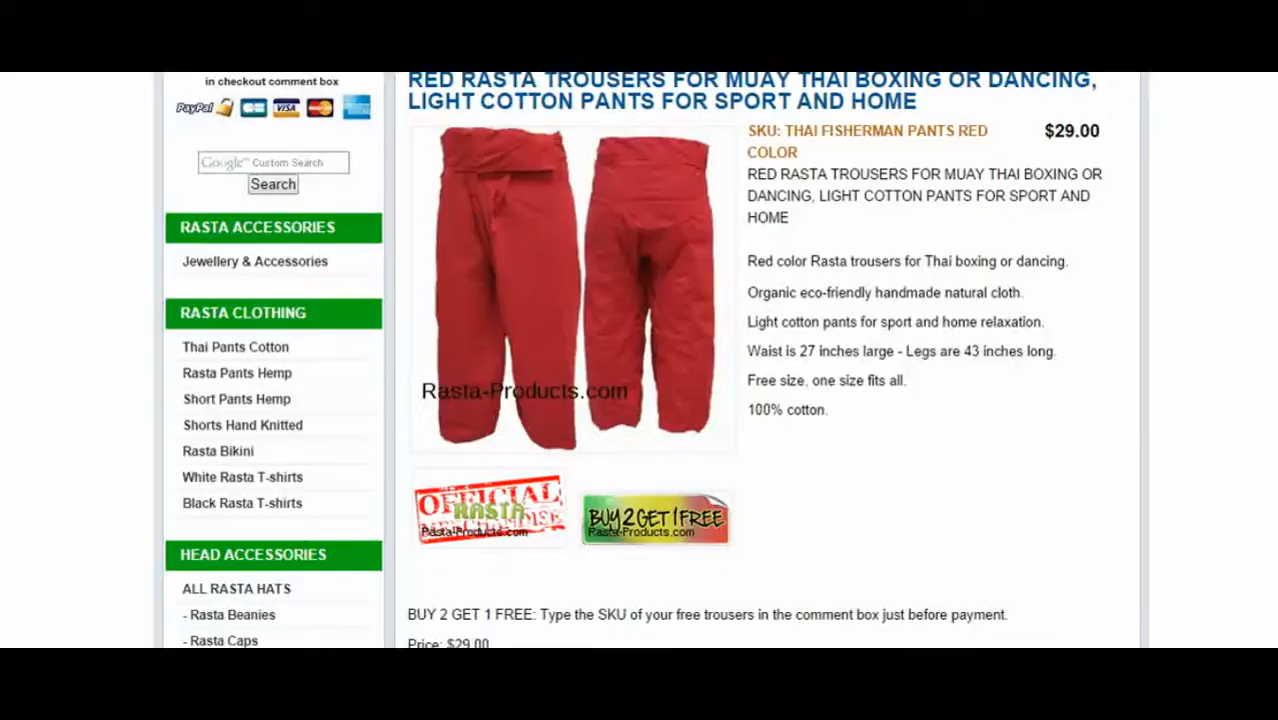 in checkout comment box
PayPal VISA MasterCard
Google™ Custom Search
Search
RASTA ACCESSORIES
Jewellery & Accessories
RASTA CLOTHING
Thai Pants Cotton
Rasta Pants Hemp
Short Pants Hemp
Shorts Hand Knitted
Rasta Bikini
White Rasta T-shirts
Black Rasta T-shirts
HEAD ACCESSORIES
ALL RASTA HATS
- Rasta Beanies
- Rasta Caps
RED RASTA TROUSERS FOR MUAY THAI BOXING OR DANCING,
LIGHT COTTON PANTS FOR SPORT AND HOME
SKU: THAI FISHERMAN PANTS RED
COLOR
$29.00
RED RASTA TROUSERS FOR MUAY THAI BOXING OR
DANCING, LIGHT COTTON PANTS FOR SPORT AND
HOME
Red color Rasta trousers for Thai boxing or dancing.
Organic eco-friendly handmade natural cloth.
Light cotton pants for sport and home relaxation.
Waist is 27 inches large - Legs are 43 inches long.
Free size, one size fits all.
100% cotton.
Rasta-Products.com
OFFICIAL
RASTA
MERCHANDISE
Rasta-Products.com
BUY 2 GET 1 FREE
Rasta-Products.com
BUY 2 GET 1 FREE: Type the SKU of your free trousers in the comment box just before payment.
Price: $29.00